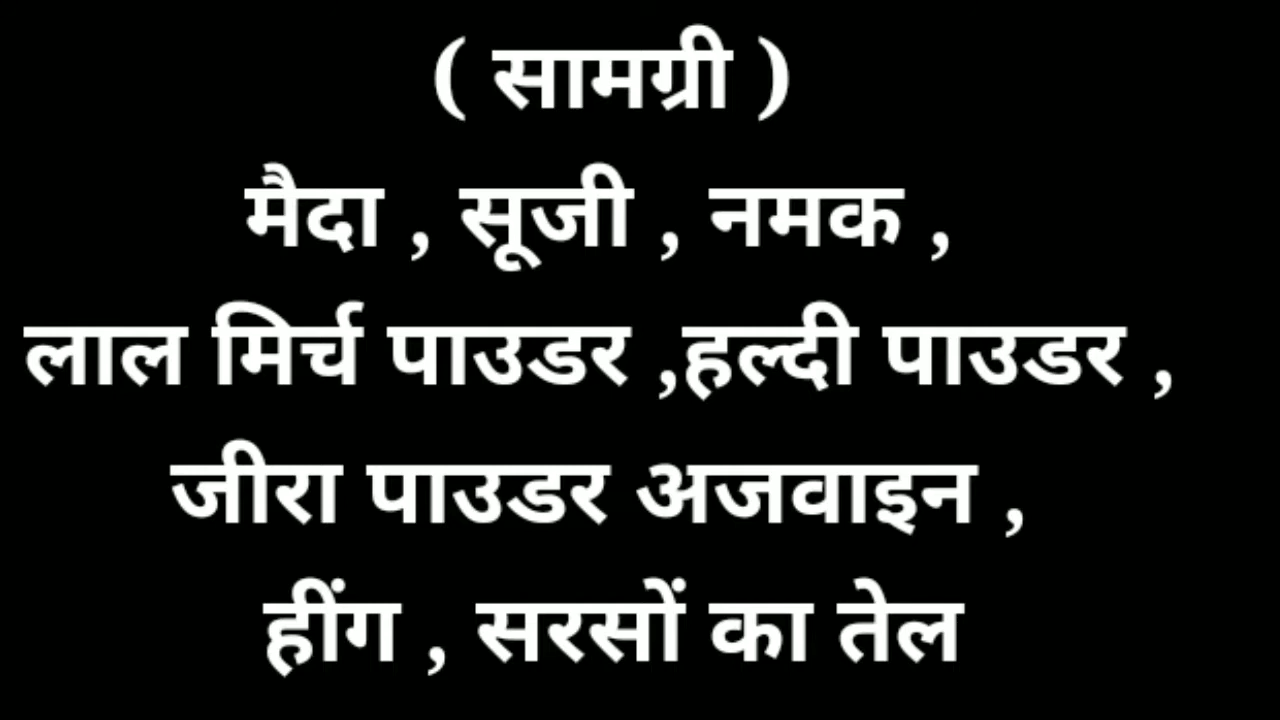 ( सामग्री )
मैदा , सूजी , नमक ,
लाल मिर्च पाउडर ,हल्दी पाउडर ,
जीरा पाउडर अजवाइन ,
हींग , सरसों का तेल